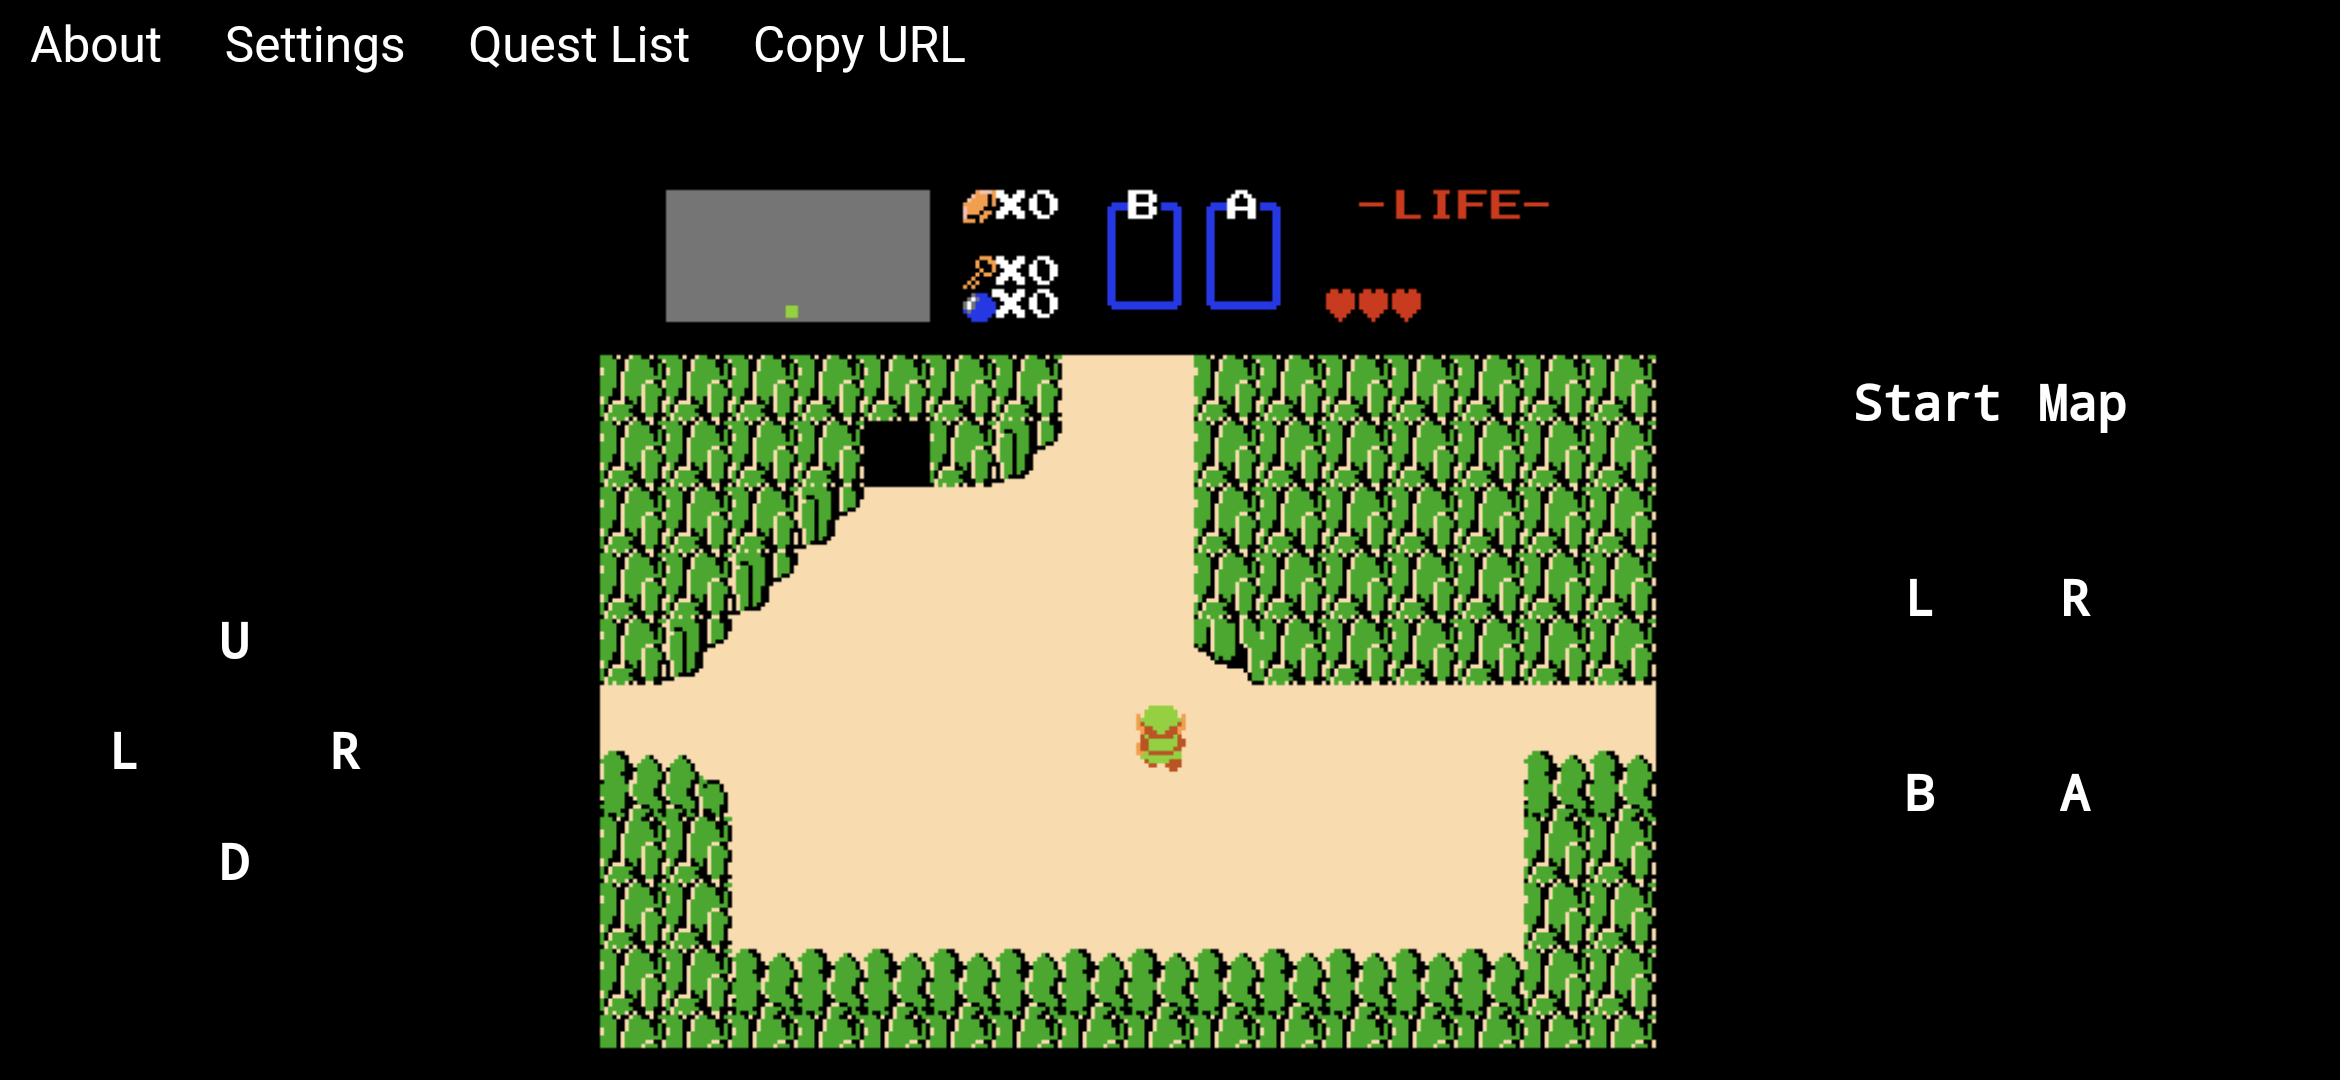 About Settings Quest List Copy URL
X0 B A -LIFE-
X0
X0
Start Map
L R
U
L R
B A
D